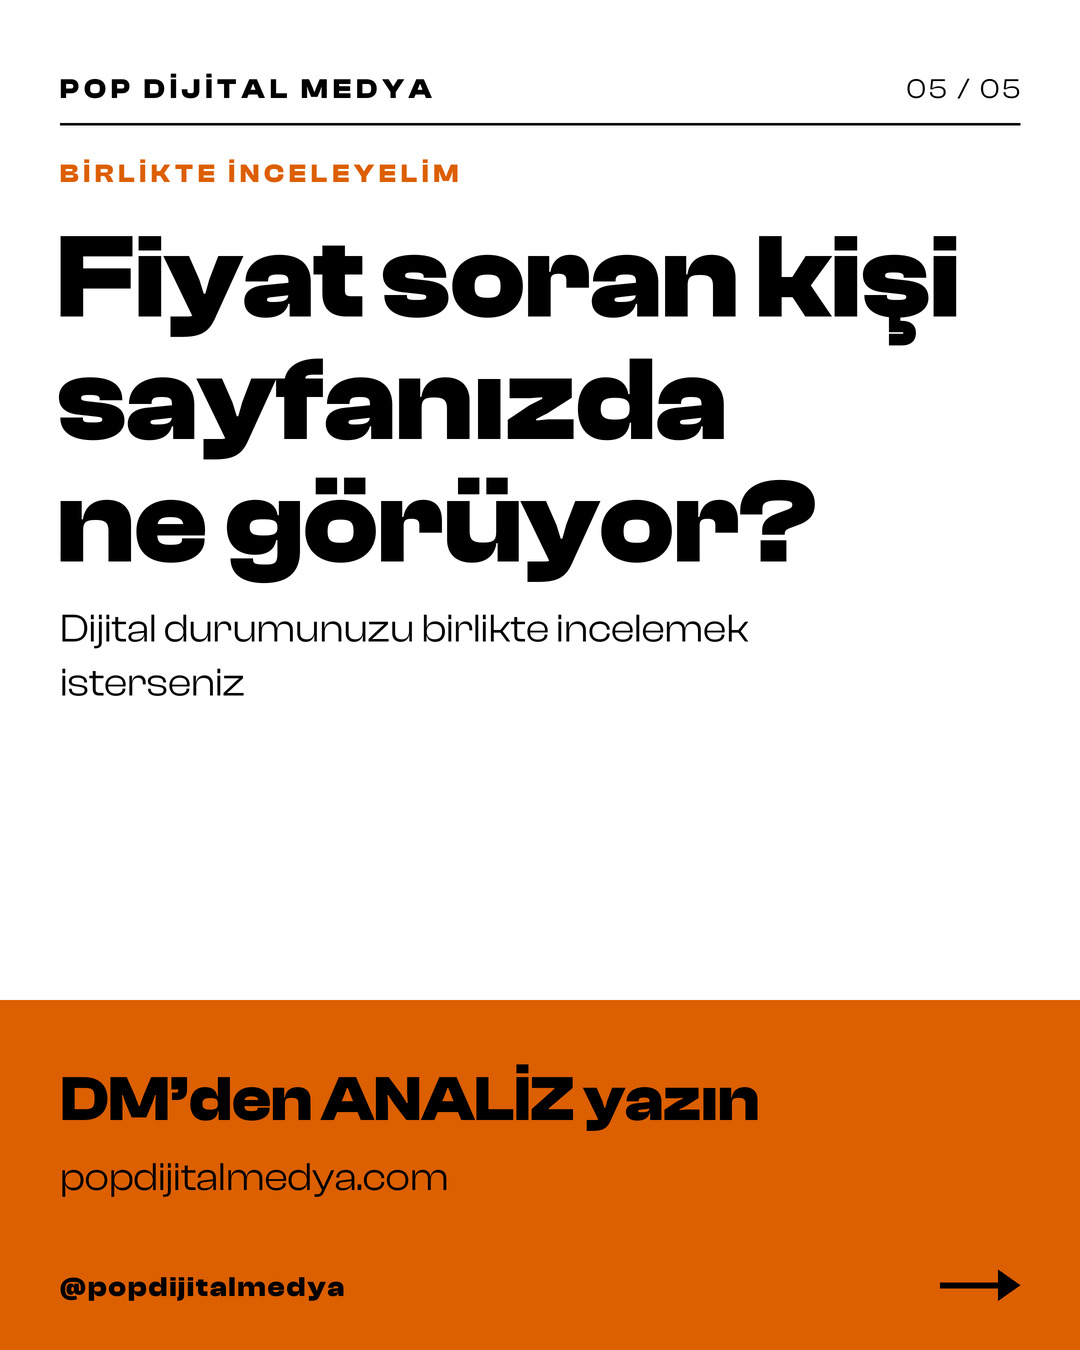 POP DİJİTAL MEDYA
05 / 05
BİRLİKTE İNCELEYELİM
Fiyat soran kişi
sayfanızda
ne görüyor?
Dijital durumunuzu birlikte incelemek
isterseniz
DM’den ANALİZ yazın
popdijitalmedya.com
@popdijitalmedya